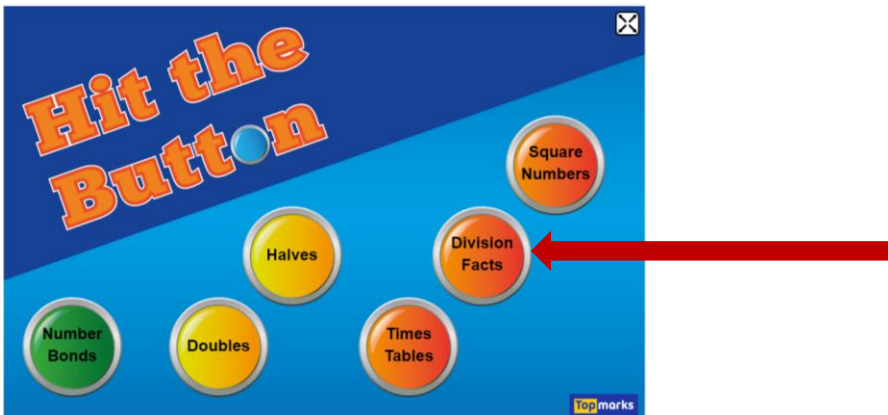 Hit the
Button
Square
Numbers
Division
Facts
Halves
Times
Tables
Doubles
Number
Bonds
Topmarks